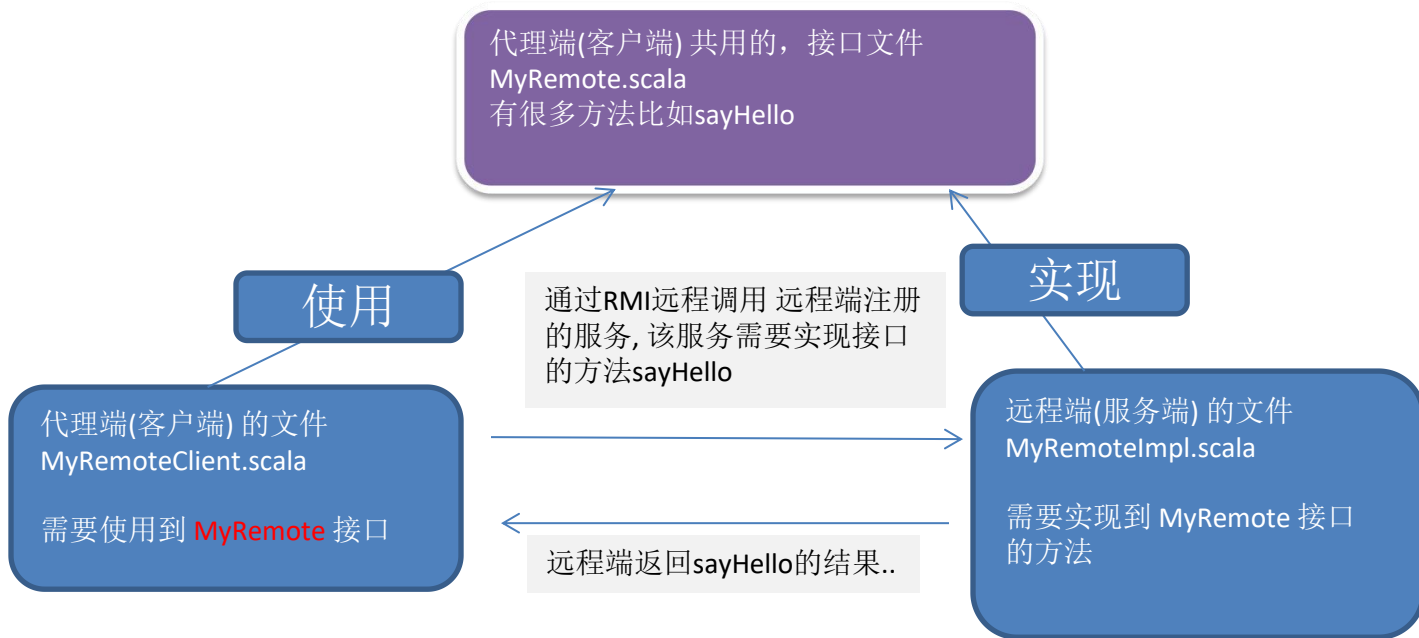 代理端(客户端) 共用的，接口文件
MyRemote.scala
有很多方法比如sayHello
使用
实现
通过RMI远程调用 远程端注册
的服务, 该服务需要实现接口
的方法sayHello
代理端(客户端) 的文件
MyRemoteClient.scala
需要使用到 MyRemote 接口
远程端(服务端) 的文件
MyRemoteImpl.scala
需要实现到 MyRemote 接口
的方法
远程端返回sayHello的结果..